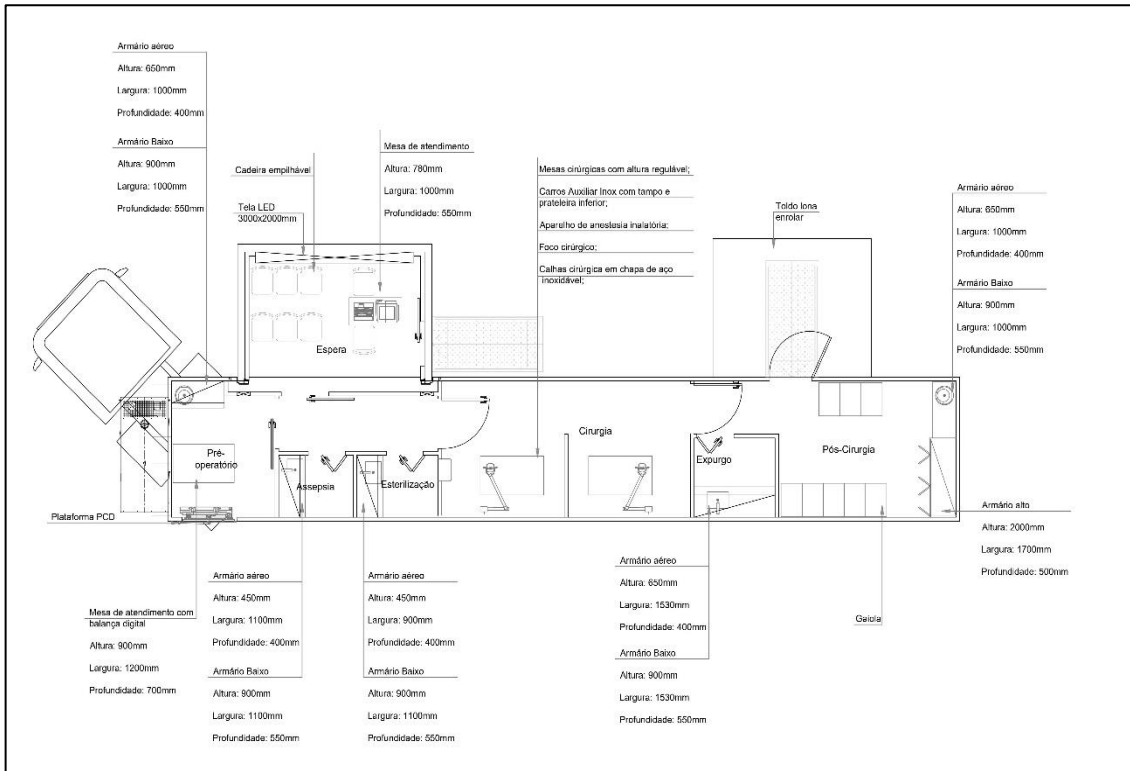 Armário aéreo
Altura: 650mm
Largura: 1000mm
Profundidade: 400mm
Armário Baixo
Altura: 900mm
Largura: 1000mm
Profundidade: 550mm
Cadeira empilhável
Tela LED
3000x2000mm
Mesa de atendimento
Altura: 780mm
Largura: 1000mm
Profundidade: 550mm
Mesas cirúrgicas com altura regulável;
Carros Auxiliar Inox com tampo e
prateleira inferior;
Aparelho de anestesia inalatória;
Foco cirúrgico;
Calhas cirúrgica em chapa de aço
inoxidável;
Toldo lona
enrolar
Armário aéreo
Altura: 650mm
Largura: 1000mm
Profundidade: 400mm
Armário Baixo
Altura: 900mm
Largura: 1000mm
Profundidade: 550mm
Espera
Pré-
operatório
Assepsia
Esterilização
Cirurgia
Expurgo
Pós-Cirurgia
Plataforma PCD
Armário alto
Altura: 2000mm
Largura: 1700mm
Profundidade: 500mm
Mesa de atendimento com
balança digital
Altura: 900mm
Largura: 1200mm
Profundidade: 700mm
Armário aéreo
Altura: 450mm
Largura: 1100mm
Profundidade: 400mm
Armário Baixo
Altura: 900mm
Largura: 1100mm
Profundidade: 550mm
Armário aéreo
Altura: 450mm
Largura: 900mm
Profundidade: 400mm
Armário Baixo
Altura: 900mm
Largura: 1100mm
Profundidade: 550mm
Armário aéreo
Altura: 650mm
Largura: 1530mm
Profundidade: 400mm
Armário Baixo
Altura: 900mm
Largura: 1530mm
Profundidade: 550mm
Gaiola